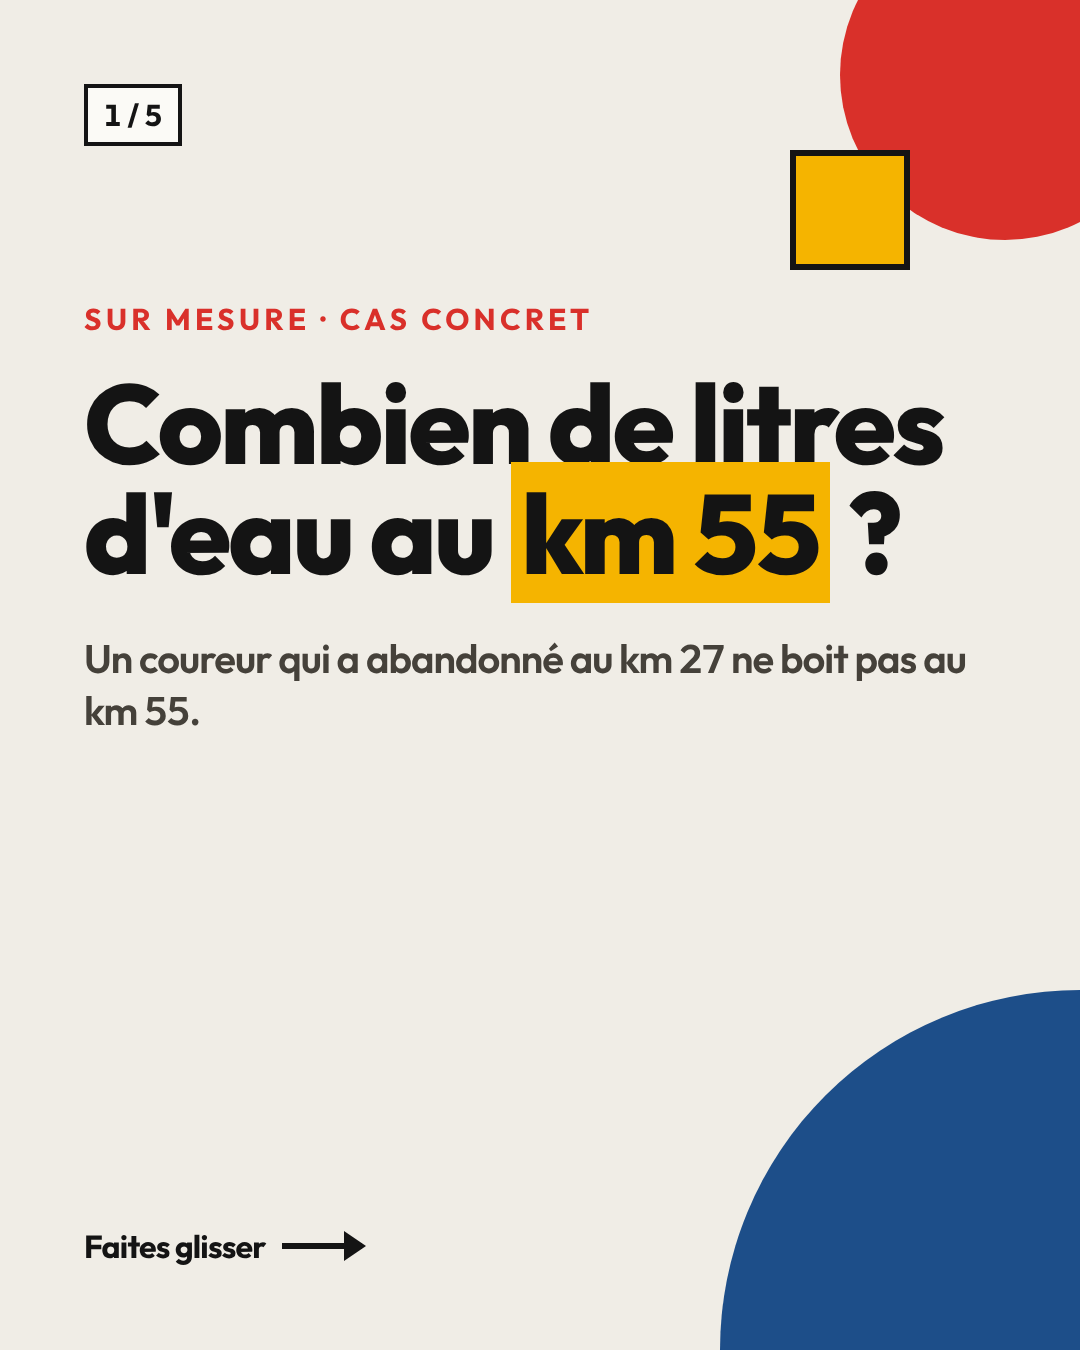 1 / 5
SUR MESURE · CAS CONCRET
Combien de litres
d'eau au km 55 ?
Un coureur qui a abandonné au km 27 ne boit pas au
km 55.
Faites glisser